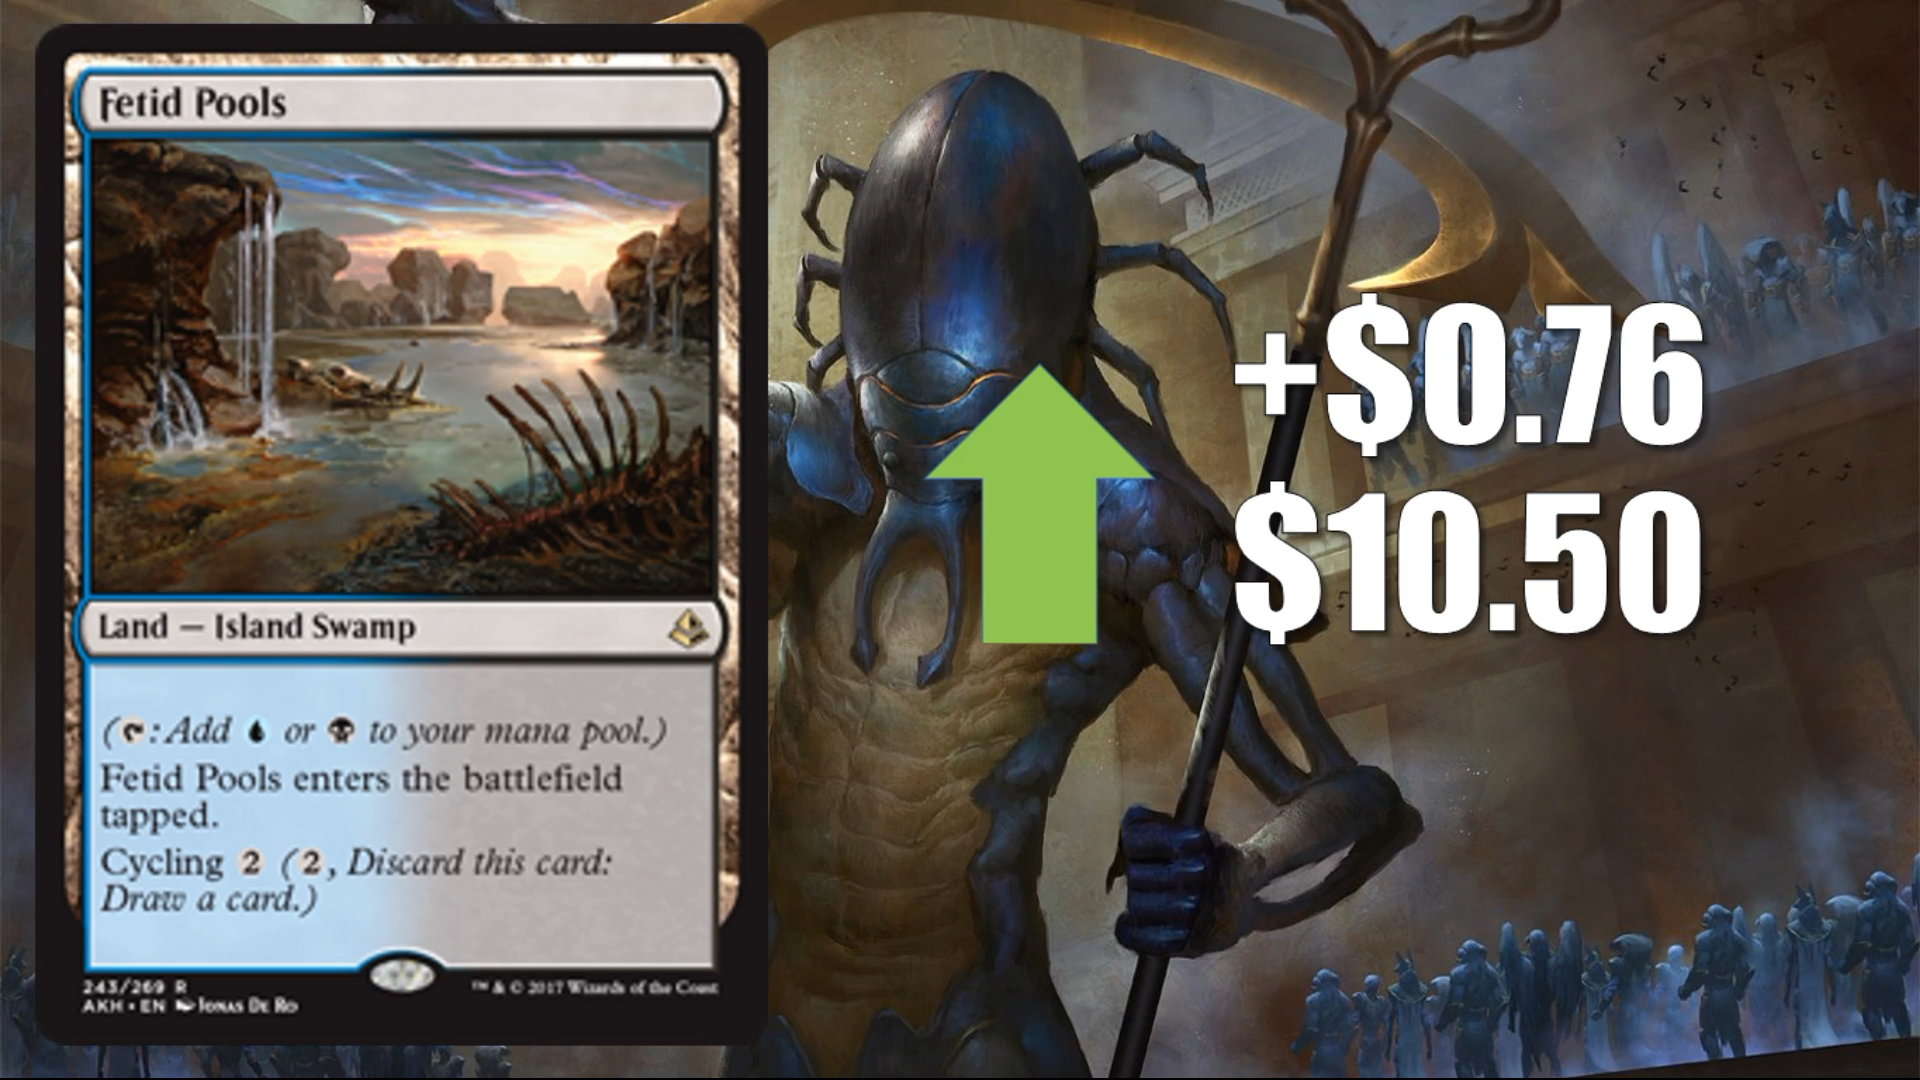 Fetid Pools
Land — Island Swamp
( : Add or to your mana pool.)
Fetid Pools enters the battlefield
tapped.
Cycling 2 (2, Discard this card:
Draw a card.)
243/269 R
™ & © 2017 Wizards of the Coast
AKH • EN Jonas De Ro
+$0.76
$10.50